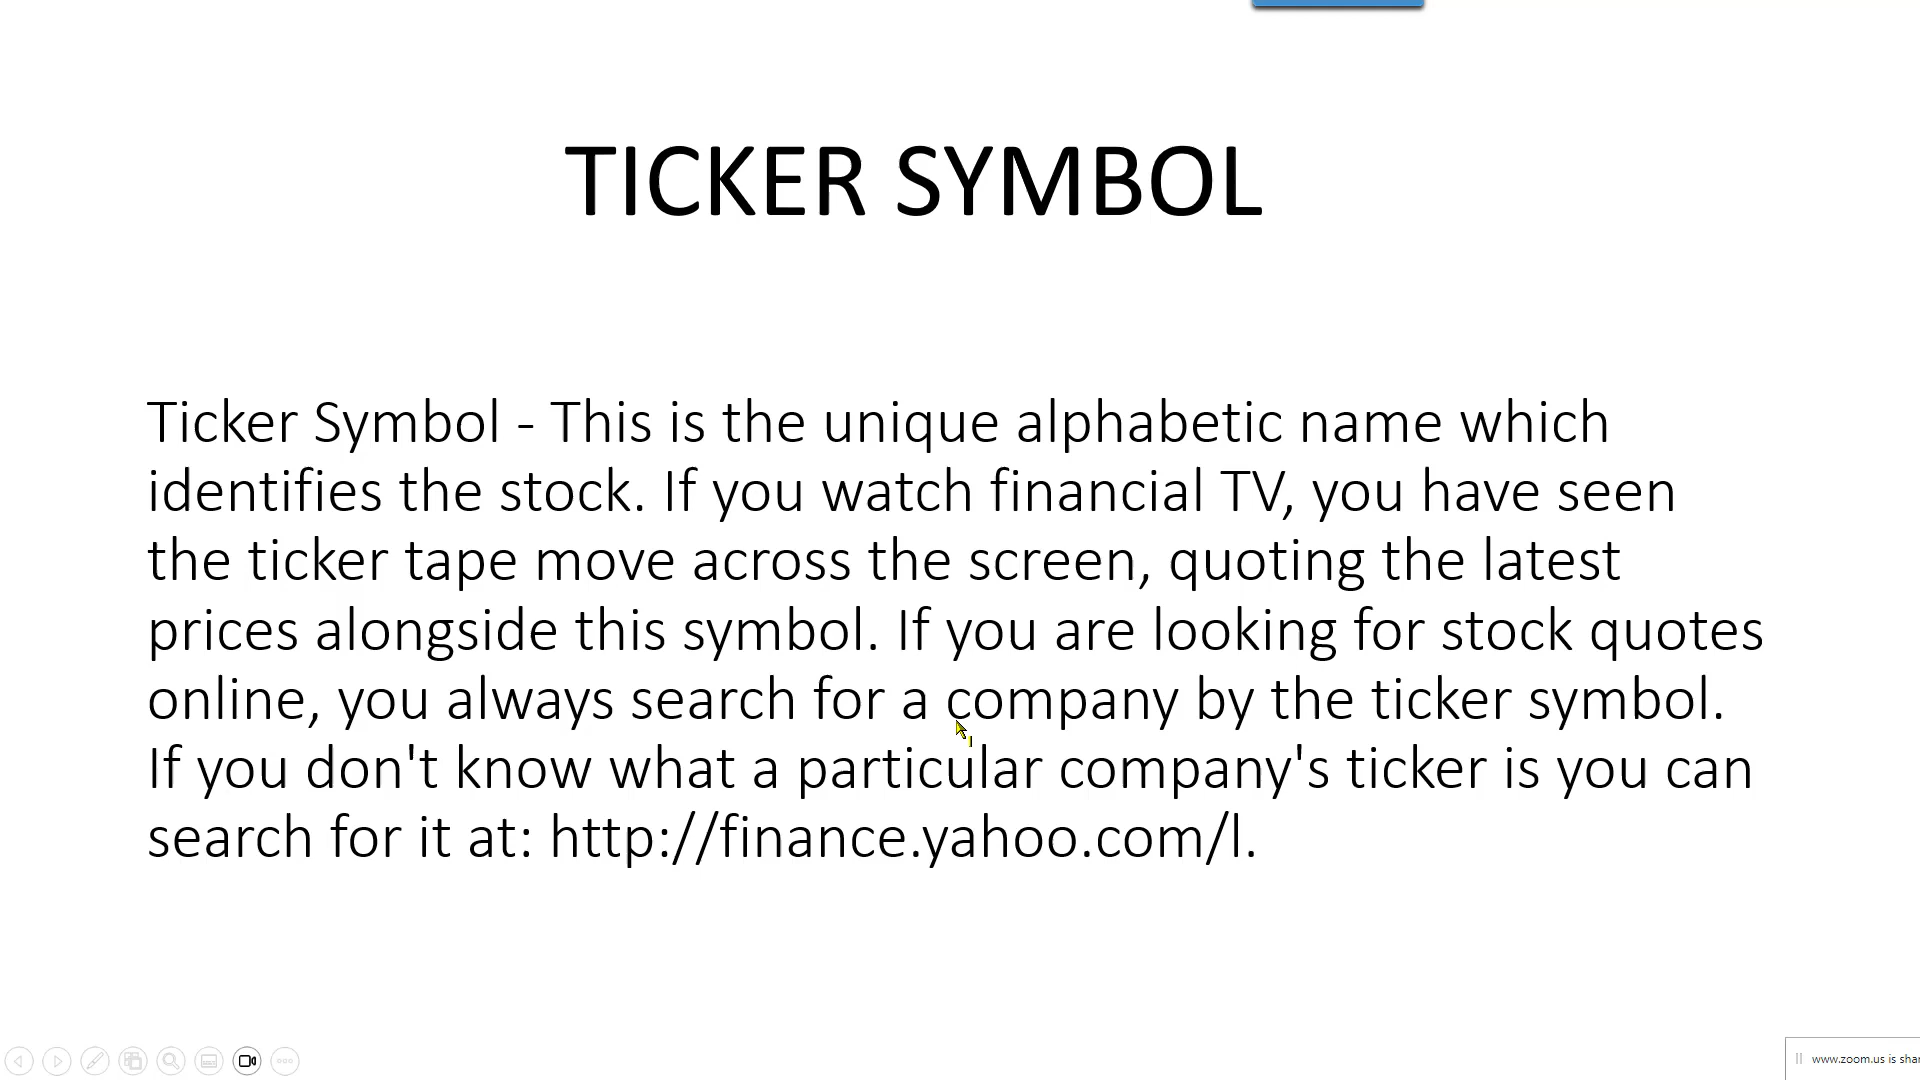 TICKER SYMBOL
Ticker Symbol - This is the unique alphabetic name which
identifies the stock. If you watch financial TV, you have seen
the ticker tape move across the screen, quoting the latest
prices alongside this symbol. If you are looking for stock quotes
online, you always search for a company by the ticker symbol.
If you don't know what a particular company's ticker is you can
search for it at: http://finance.yahoo.com/l.
www.zoom.us is shar